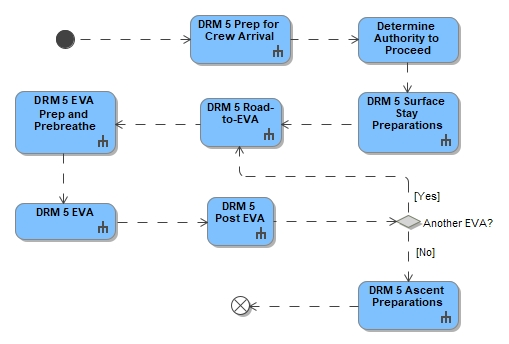 DRM 5 Prep for
Crew Arrival
Determine
Authority to
Proceed
DRM 5 Surface
Stay
Preparations
DRM 5 Road-
to-EVA
DRM 5 EVA
Prep and
Prebreathe
DRM 5 EVA
DRM 5
Post EVA
[Yes]
Another EVA?
[No]
DRM 5 Ascent
Preparations